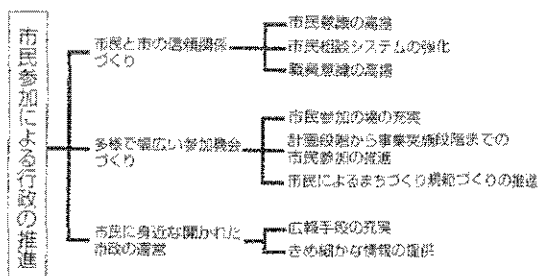 市民参加による行政の推進
市民と市の信頼関係
づくり
市民意識の高揚
市民相談システムの強化
職員意識の高揚
多様で幅広い参加機会
づくり
市民参加の場の充実
計画段階から事業実施段階までの
市民参加の推進
市民によるまちづくり規範づくりの推進
市民に身近な開かれた
市政の運営
広報手段の充実
きめ細かな情報の提供